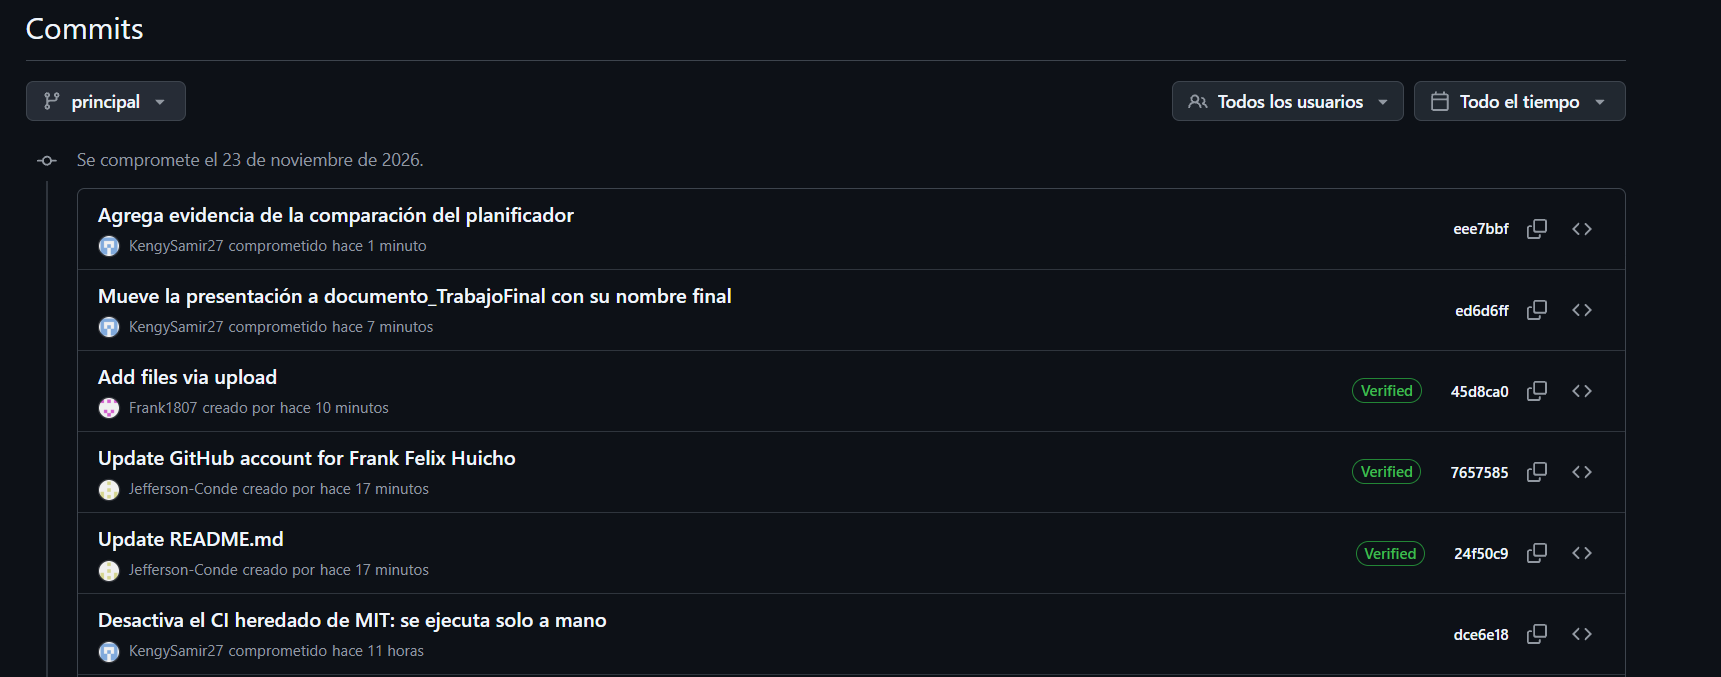 Commits
principal
Todos los usuarios
Todo el tiempo
Se compromete el 23 de noviembre de 2026.
Agrega evidencia de la comparación del planificador
KengySamir27 comprometido hace 1 minuto
eee7bbf
Mueve la presentación a documento_TrabajoFinal con su nombre final
KengySamir27 comprometido hace 7 minutos
ed6d6ff
Add files via upload
Frank1807 creado por hace 10 minutos
Verified
45d8ca0
Update GitHub account for Frank Felix Huicho
Jefferson-Conde creado por hace 17 minutos
Verified
7657585
Update README.md
Jefferson-Conde creado por hace 17 minutos
Verified
24f50c9
Desactiva el CI heredado de MIT: se ejecuta solo a mano
KengySamir27 comprometido hace 11 horas
dce6e18